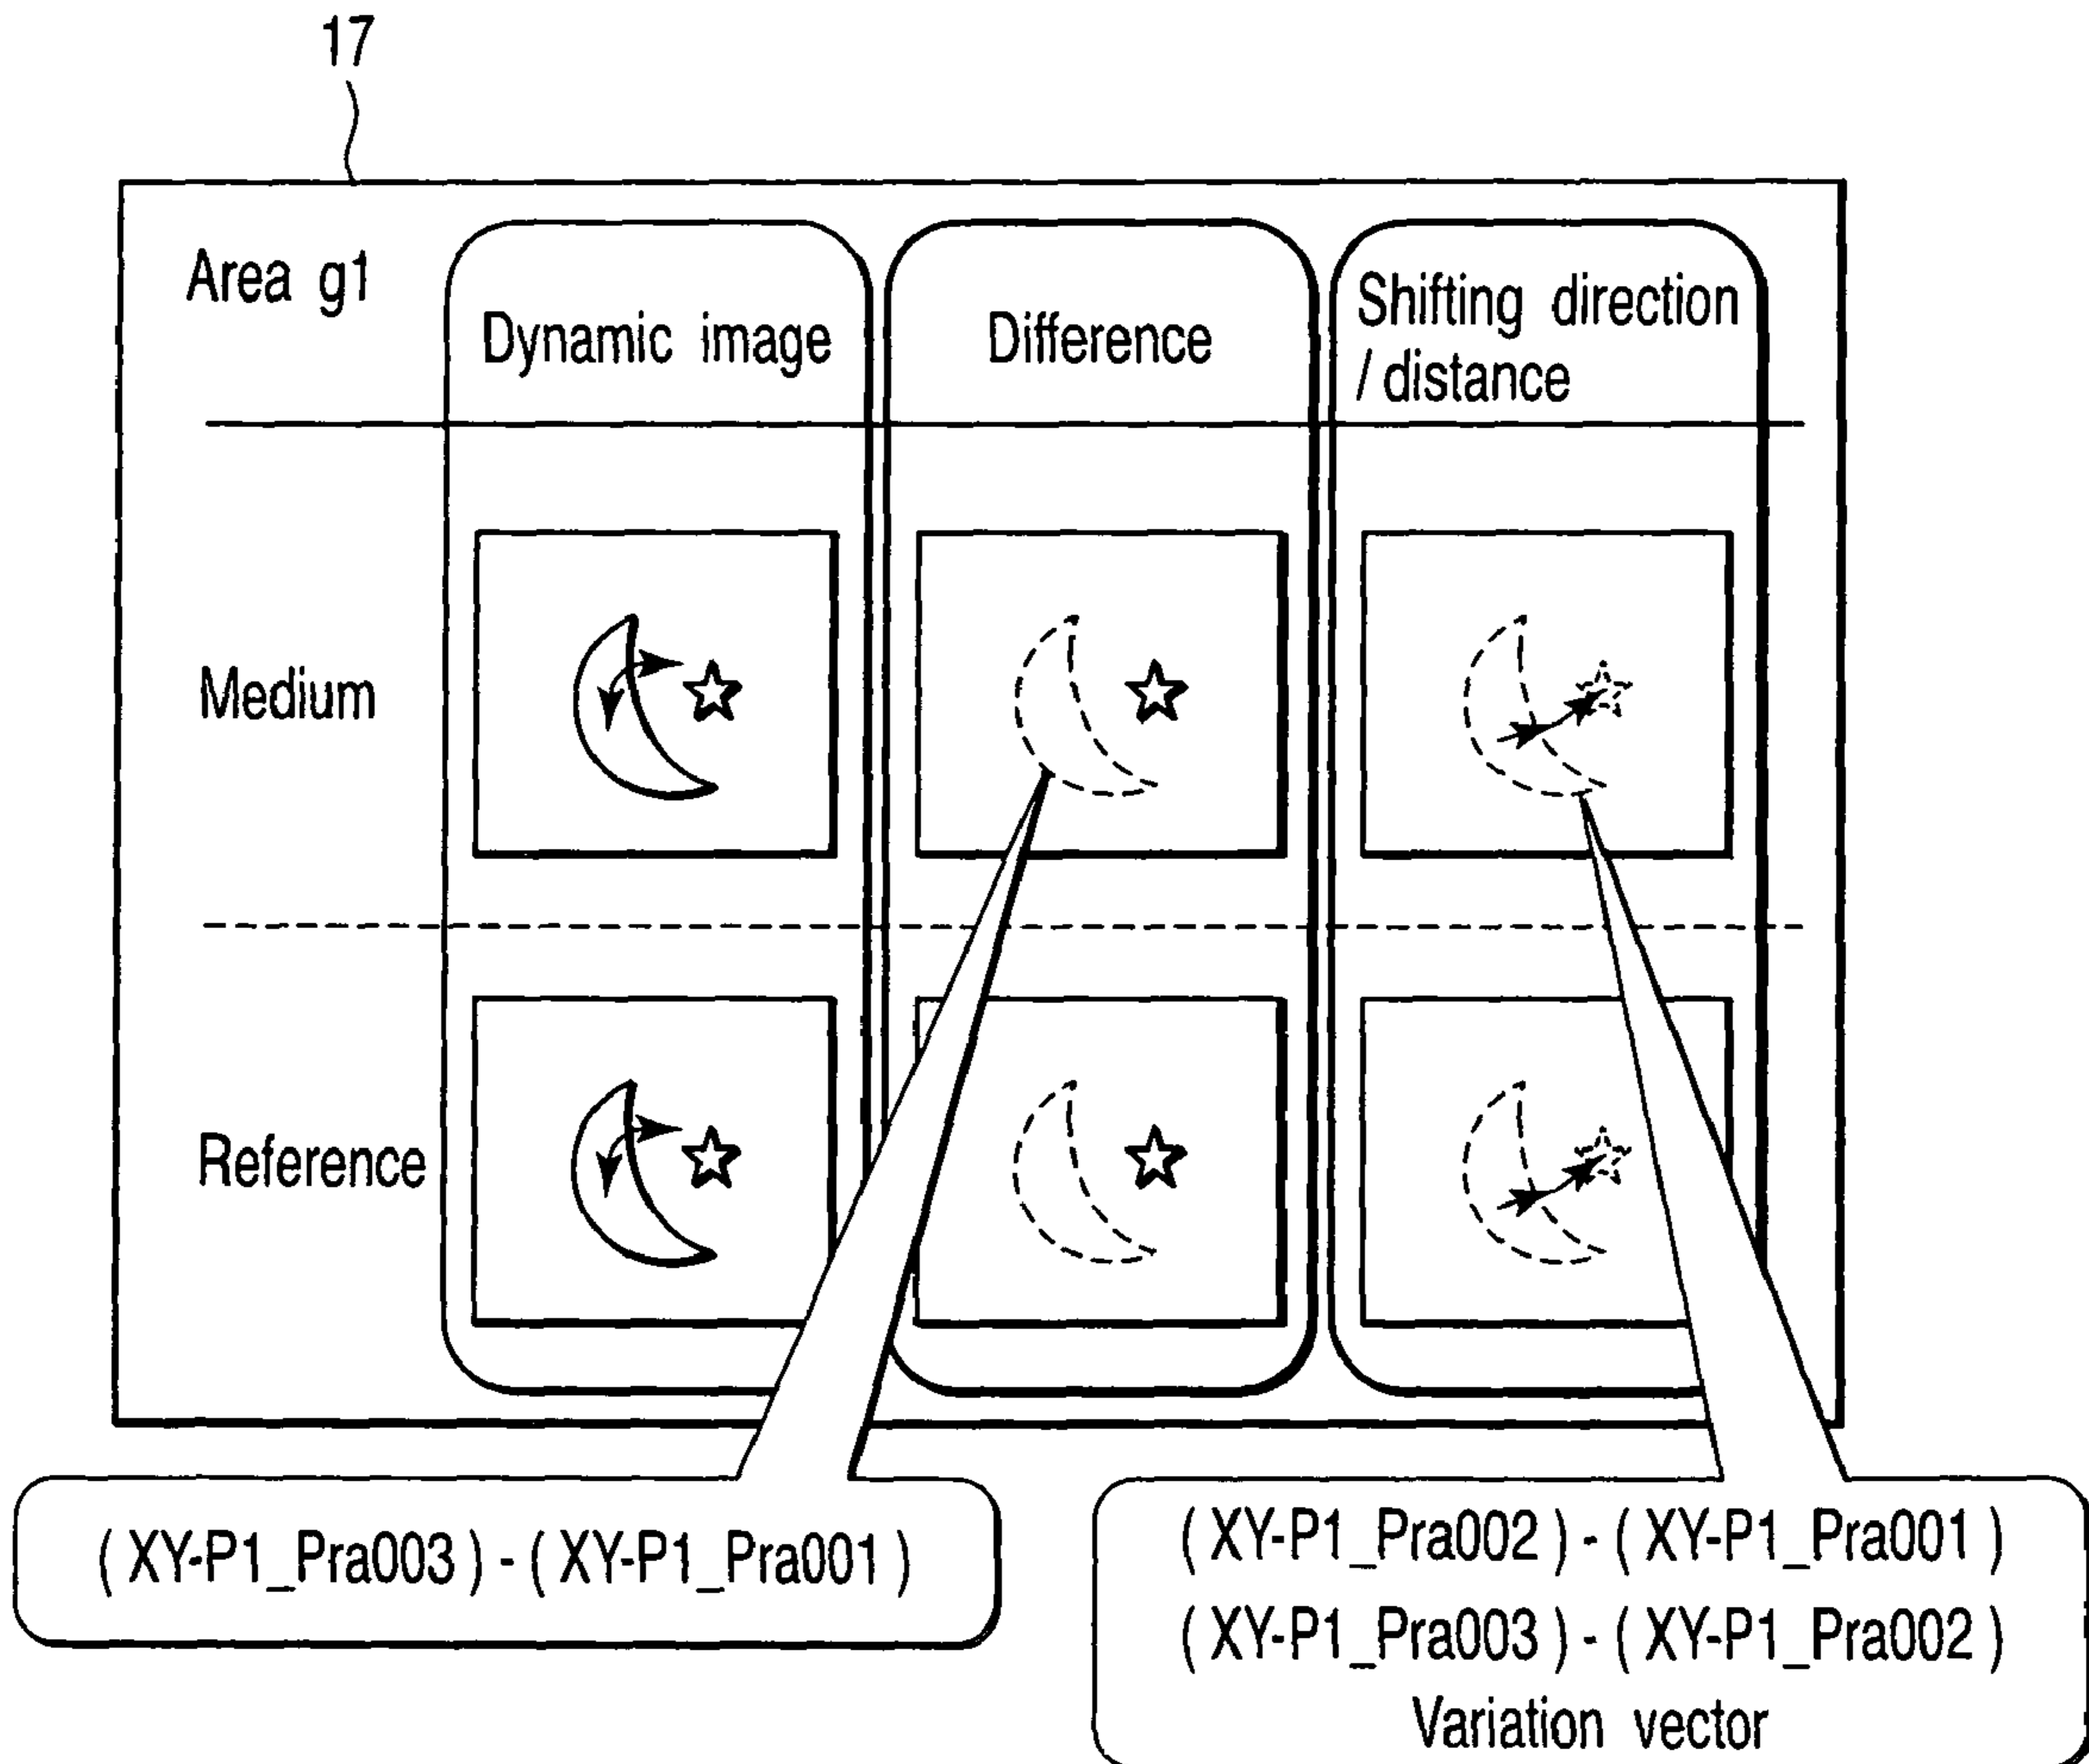 17
Area g1
Dynamic image
Difference
Shifting direction
/ distance
Medium
Reference
( XY-P1_Pra003 ) - ( XY-P1_Pra001 )
( XY-P1_Pra002 ) - ( XY-P1_Pra001 )
( XY-P1_Pra003 ) - ( XY-P1_Pra002 )
Variation vector